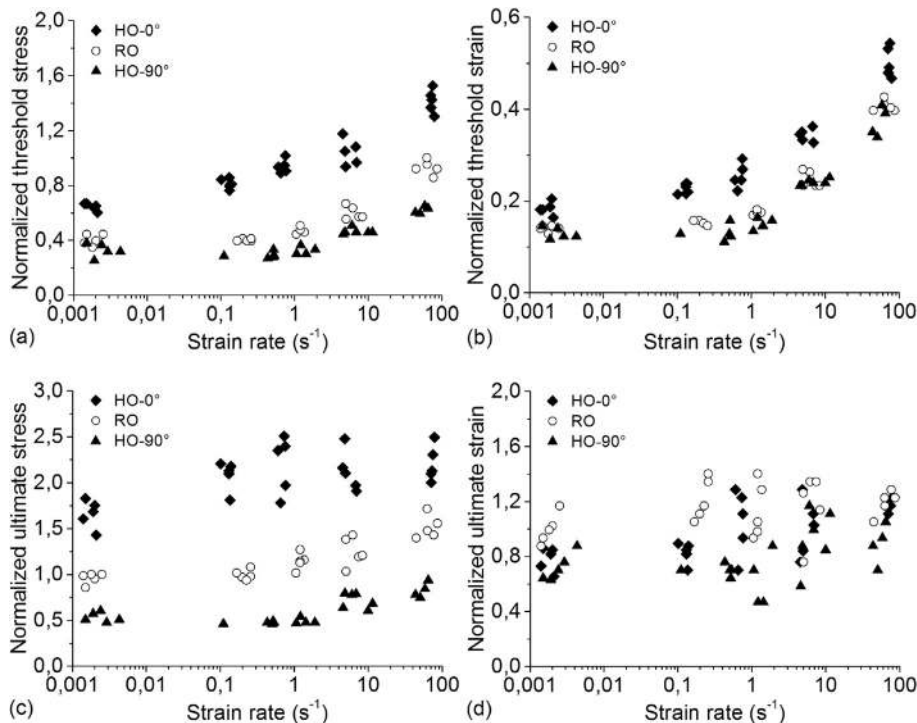 2,0
1,6
1,2
0,8
0,4
0,0
Normalized threshold stress
HO-0°
RO
HO-90°
0,001 0,01 0,1 1 10 100
Strain rate (s⁻¹)
(a)
0,6
0,4
0,2
0,0
Normalized threshold strain
HO-0°
RO
HO-90°
0,001 0,01 0,1 1 10 100
Strain rate (s⁻¹)
(b)
3,0
2,5
2,0
1,5
1,0
0,5
0,0
Normalized ultimate stress
HO-0°
RO
HO-90°
0,001 0,01 0,1 1 10 100
Strain rate (s⁻¹)
(c)
2,0
1,6
1,2
0,8
0,4
0,0
Normalized ultimate strain
HO-0°
RO
HO-90°
0,001 0,01 0,1 1 10 100
Strain rate (s⁻¹)
(d)